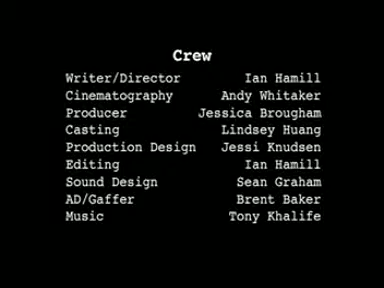 Crew
Writer/Director Ian Hamill
Cinematography Andy Whitaker
Producer Jessica Brougham
Casting Lindsey Huang
Production Design Jessi Knudsen
Editing Ian Hamill
Sound Design Sean Graham
AD/Gaffer Brent Baker
Music Tony Khalife